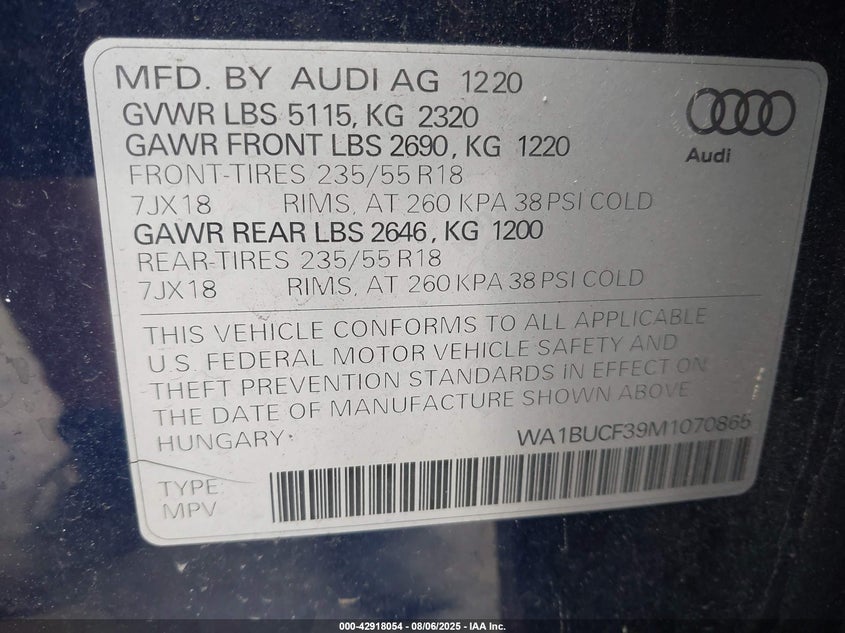 MFD. BY AUDI AG 1220
GVWR LBS 5115, KG 2320
GAWR FRONT LBS 2690, KG 1220
FRONT-TIRES 235/55 R18
7JX18 RIMS, AT 260 KPA 38 PSI COLD
GAWR REAR LBS 2646, KG 1200
REAR-TIRES 235/55 R18
7JX18 RIMS, AT 260 KPA 38 PSI COLD
Audi
THIS VEHICLE CONFORMS TO ALL APPLICABLE
U.S. FEDERAL MOTOR VEHICLE SAFETY AND
THEFT PREVENTION STANDARDS IN EFFECT ON
THE DATE OF MANUFACTURE SHOWN ABOVE
HUNGARY WA1BUCF39M1070865
TYPE
MPV
000-42918054 - 08/06/2025 - IAA Inc.